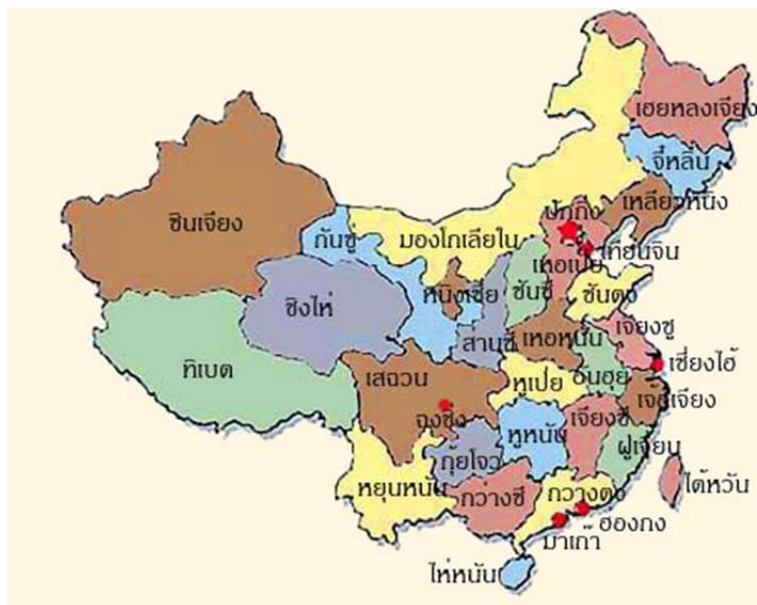 เฮยหลงเจียง
จี๋หลิน
เหลียวหนิง
ปักกิ่ง
ซินเจียง
กันซู่
มองโกเลียใน
เทียนจิน
เหอเป่ย
หนิงเซี่ย
ซันซี
ซันตง
ชิงไห่
ส่านซี
เหอหนัน
เจียงซู
ทิเบต
เสฉวน
หูเป่ย
อันฮุย
เซี่ยงไฮ้
เจ้อเจียง
ฉงชิ่ง
หูหนัน
เจียงซี
กุ้ยโจว
ฝูเจี้ยน
หยุนหนัน
กว่างซี
กวางตุง
ไต้หวัน
ฮ่องกง
มาเก๊า
ไห่หนัน